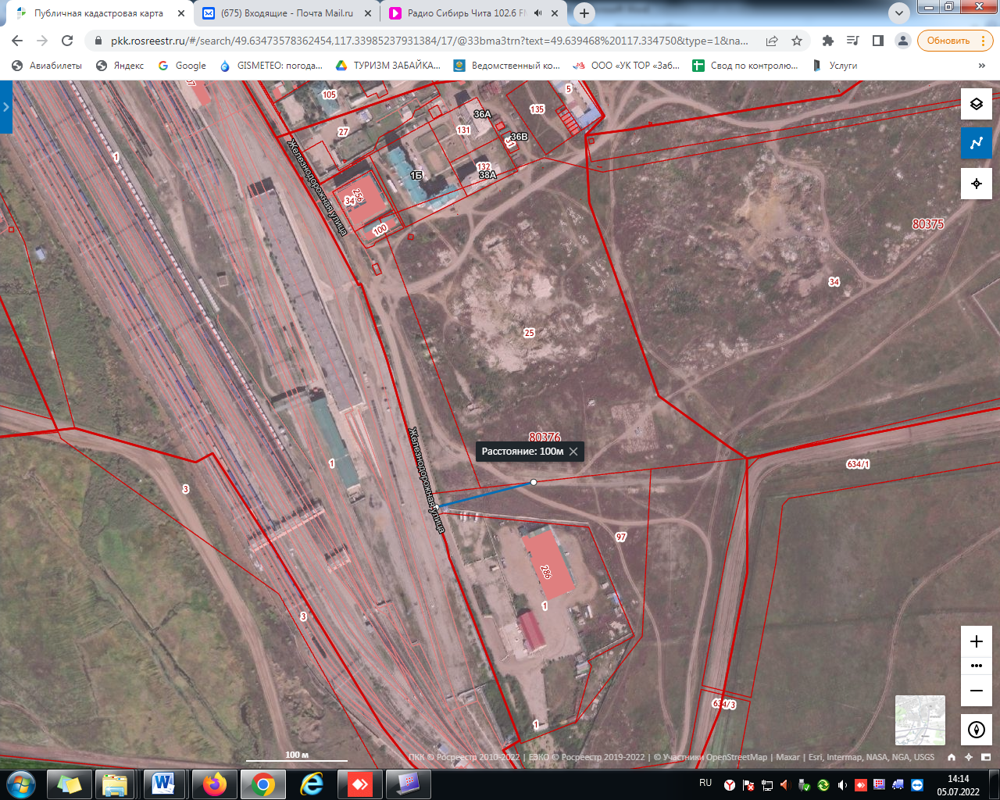 Публичная кадастровая карта
(675) Входящие - Почта Mail.ru
Радио Сибирь Чита 102.6 F
pkk.rosreestr.ru/#/search/49.63473578362454,117.33985237931384/17/@33bma3trn?text=49.639468%20117.334750&type=1&na...
Обновить
Авиабилеты
Яндекс
Google
GISMETEO: погода...
ТУРИЗМ ЗАБАЙКА...
Ведомственный ко...
ООО «УК ТОР «Заб...
Свод по контролю...
Услуги
»
105
5
135
36А
131
27
36В
31
1
132
38А
1Б
256
34
100
Железнодорожная улица
80375
34
25
80376
Расстояние: 100м
Железнодорожная улица
1
634/1
3
97
286
1
3
634/3
1
100 м
ПКК © Росреестр 2010-2022 | ЕЭКО © Росреестр 2019-2022 | © Участники OpenStreetMap | Maxar | Esri, Intermap, NASA, NGA, USGS
RU
14:14
05.07.2022